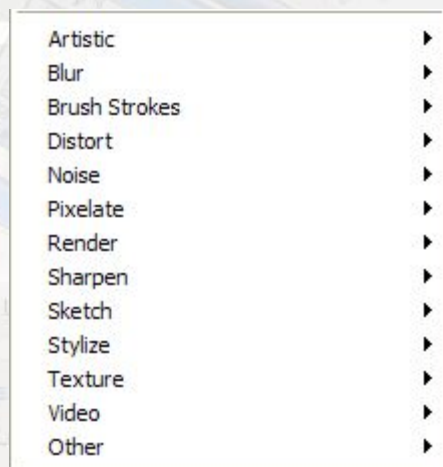 Artistic
Blur
Brush Strokes
Distort
Noise
Pixelate
Render
Sharpen
Sketch
Stylize
Texture
Video
Other